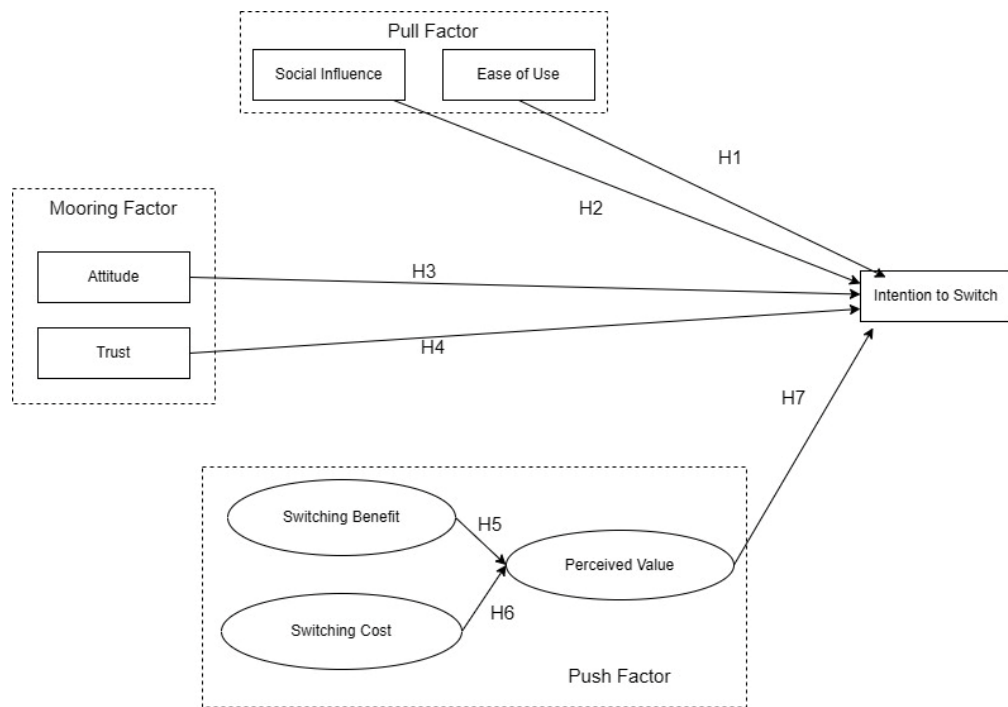 Pull Factor
Social Influence
Ease of Use
H1
H2
Mooring Factor
Attitude
H3
Intention to Switch
Trust
H4
H7
Switching Benefit
H5
Perceived Value
Switching Cost
H6
Push Factor